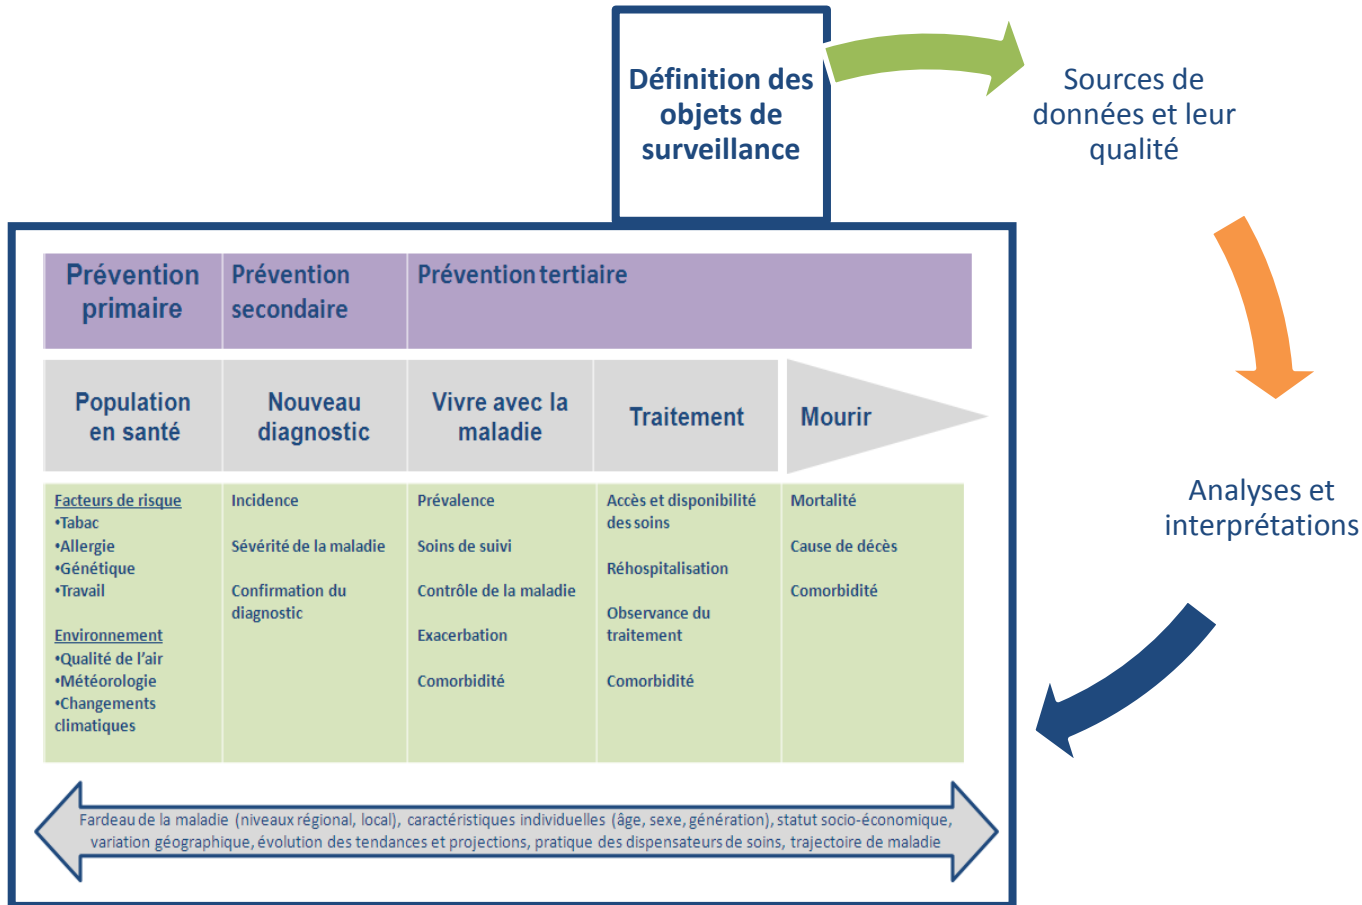 Définition des
objets de
surveillance
Sources de
données et leur
qualité
Analyses et
interprétations
Prévention
primaire
Prévention
secondaire
Prévention tertiaire
Population
en santé
Nouveau
diagnostic
Vivre avec la
maladie
Traitement
Mourir
Facteurs de risque
•Tabac
•Allergie
•Génétique
•Travail
Environnement
•Qualité de l'air
•Météorologie
•Changements
climatiques
Incidence
Sévérité de la maladie
Confirmation du
diagnostic
Prévalence
Soins de suivi
Contrôle de la maladie
Exacerbation
Comorbidité
Accès et disponibilité
des soins
Réhospitalisation
Observance du
traitement
Comorbidité
Mortalité
Cause de décès
Comorbidité
Fardeau de la maladie (niveaux régional, local), caractéristiques individuelles (âge, sexe, génération), statut socio-économique,
variation géographique, évolution des tendances et projections, pratique des dispensateurs de soins, trajectoire de maladie